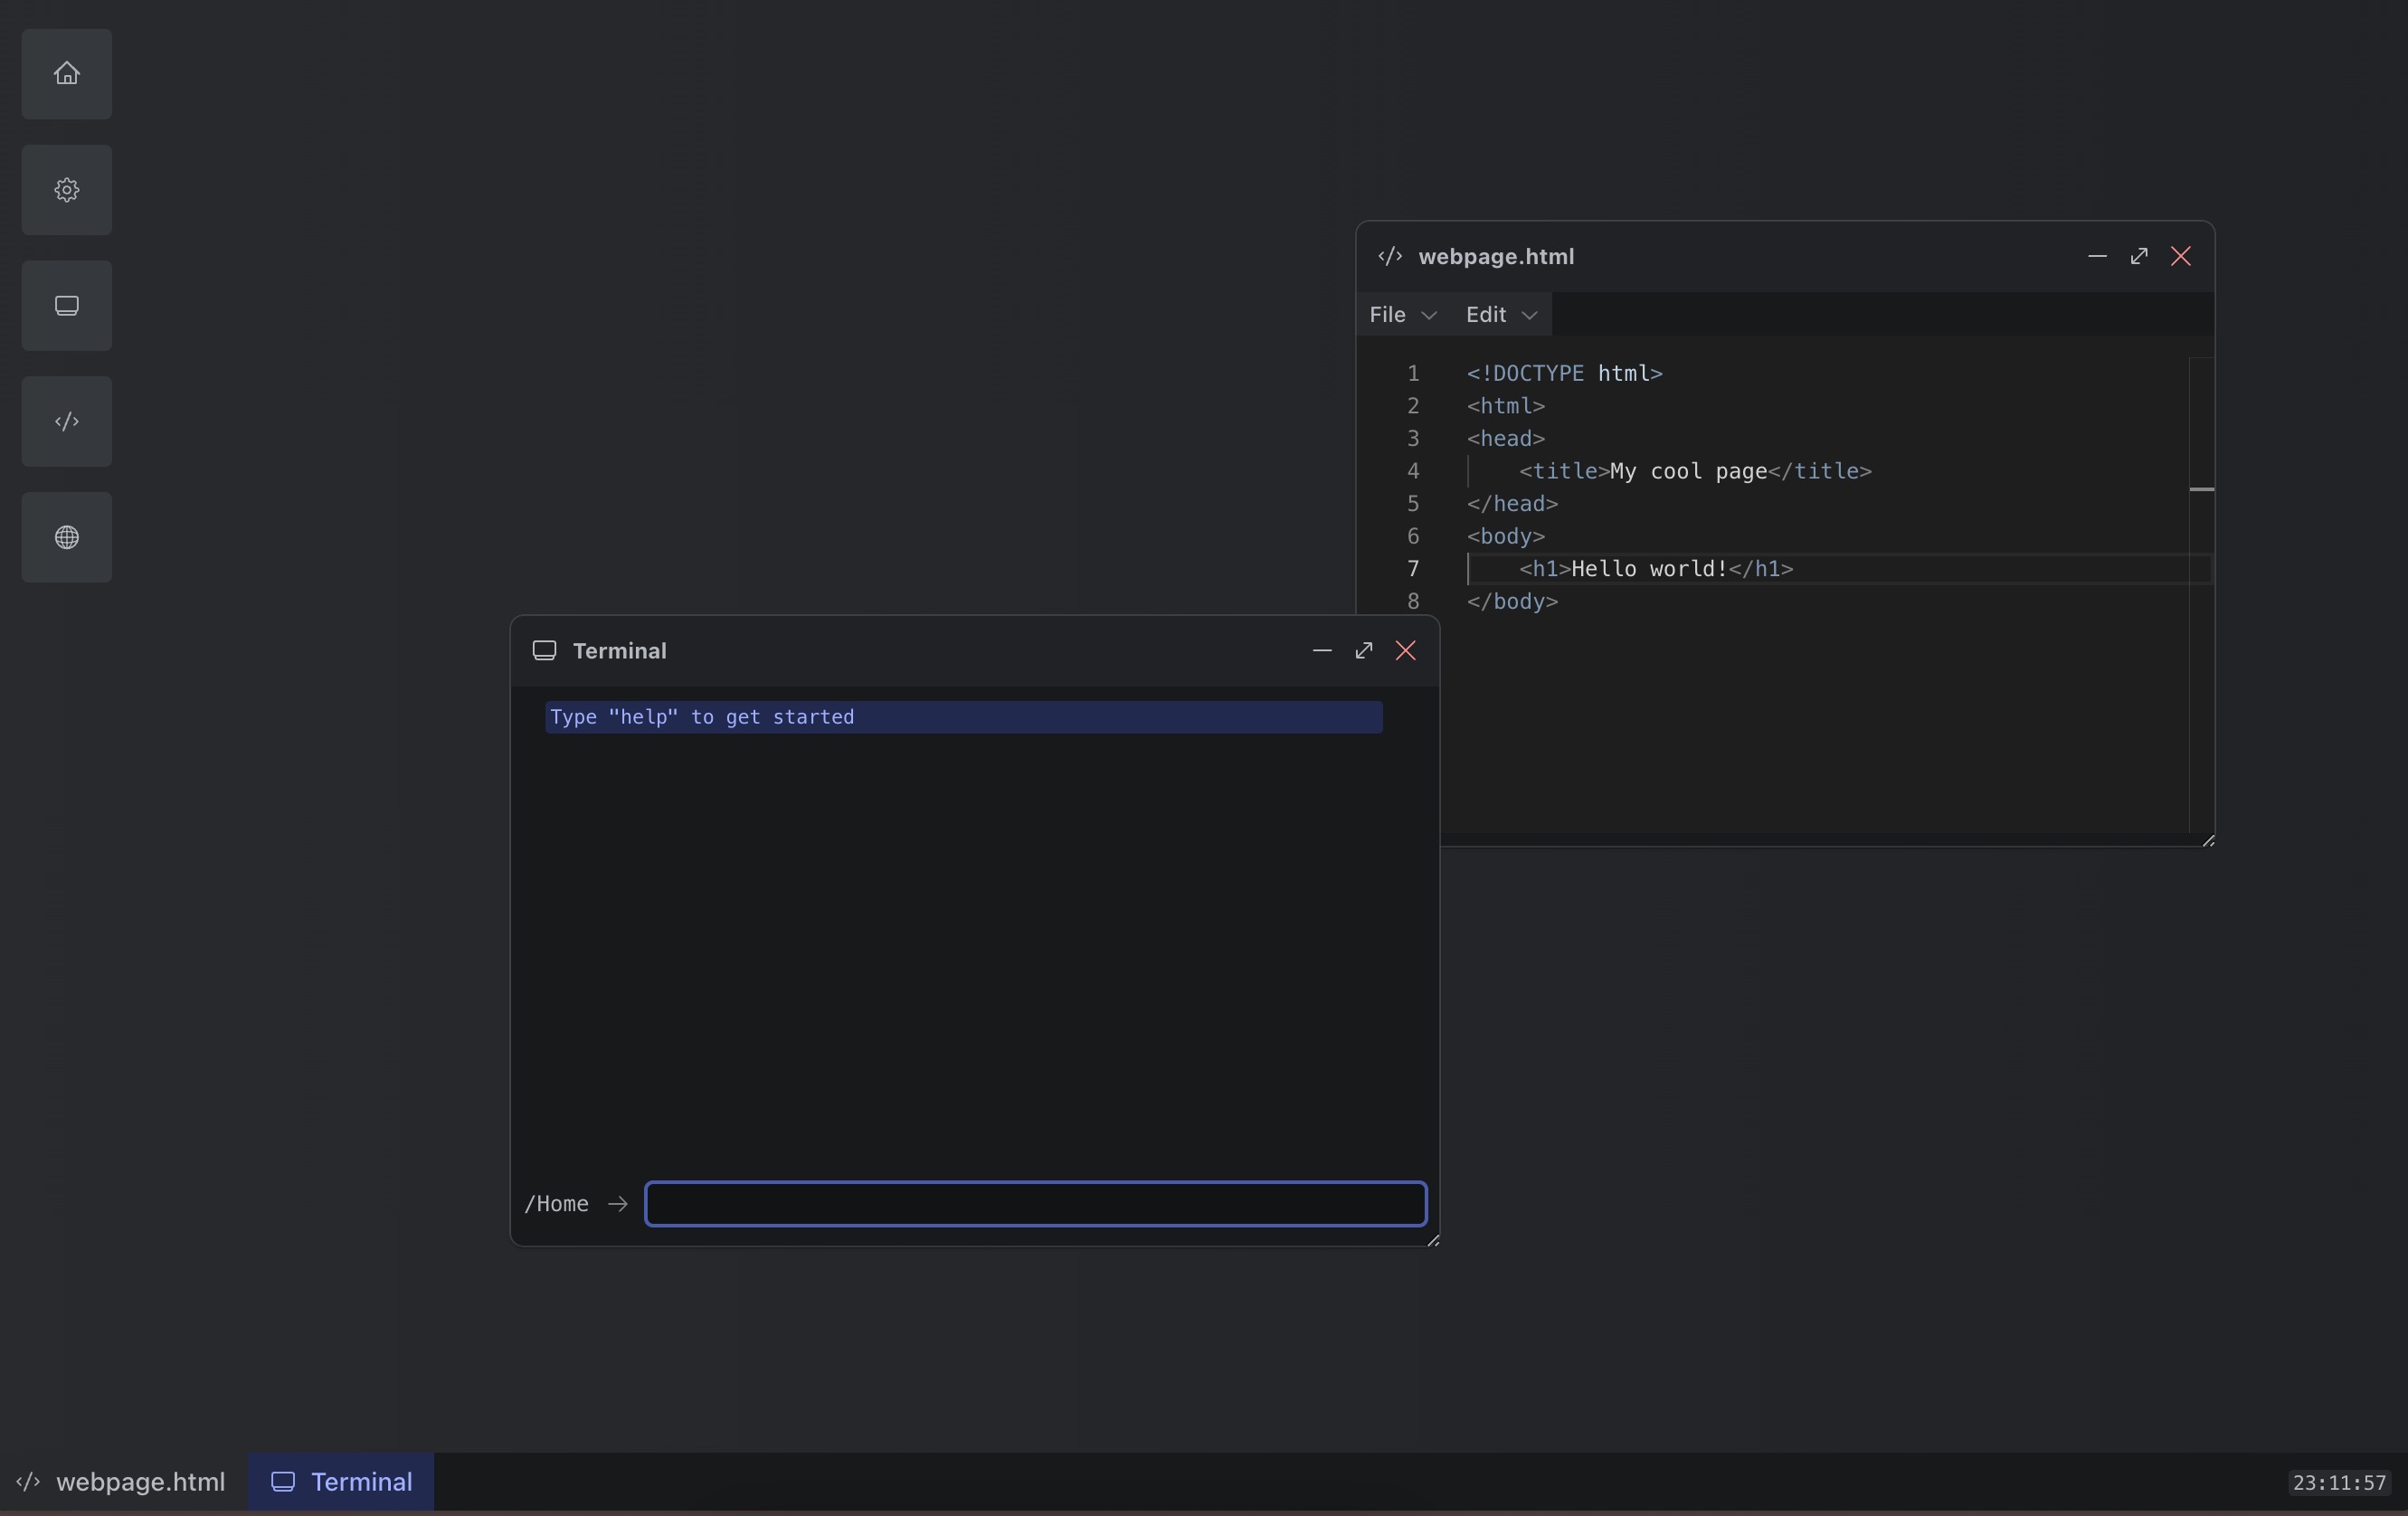 webpage.html
File Edit
1 <!DOCTYPE html>
2 <html>
3 <head>
4     <title>My cool page</title>
5 </head>
6 <body>
7     <h1>Hello world!</h1>
8 </body>
Terminal
Type "help" to get started
/Home →
webpage.html Terminal 23:11:57